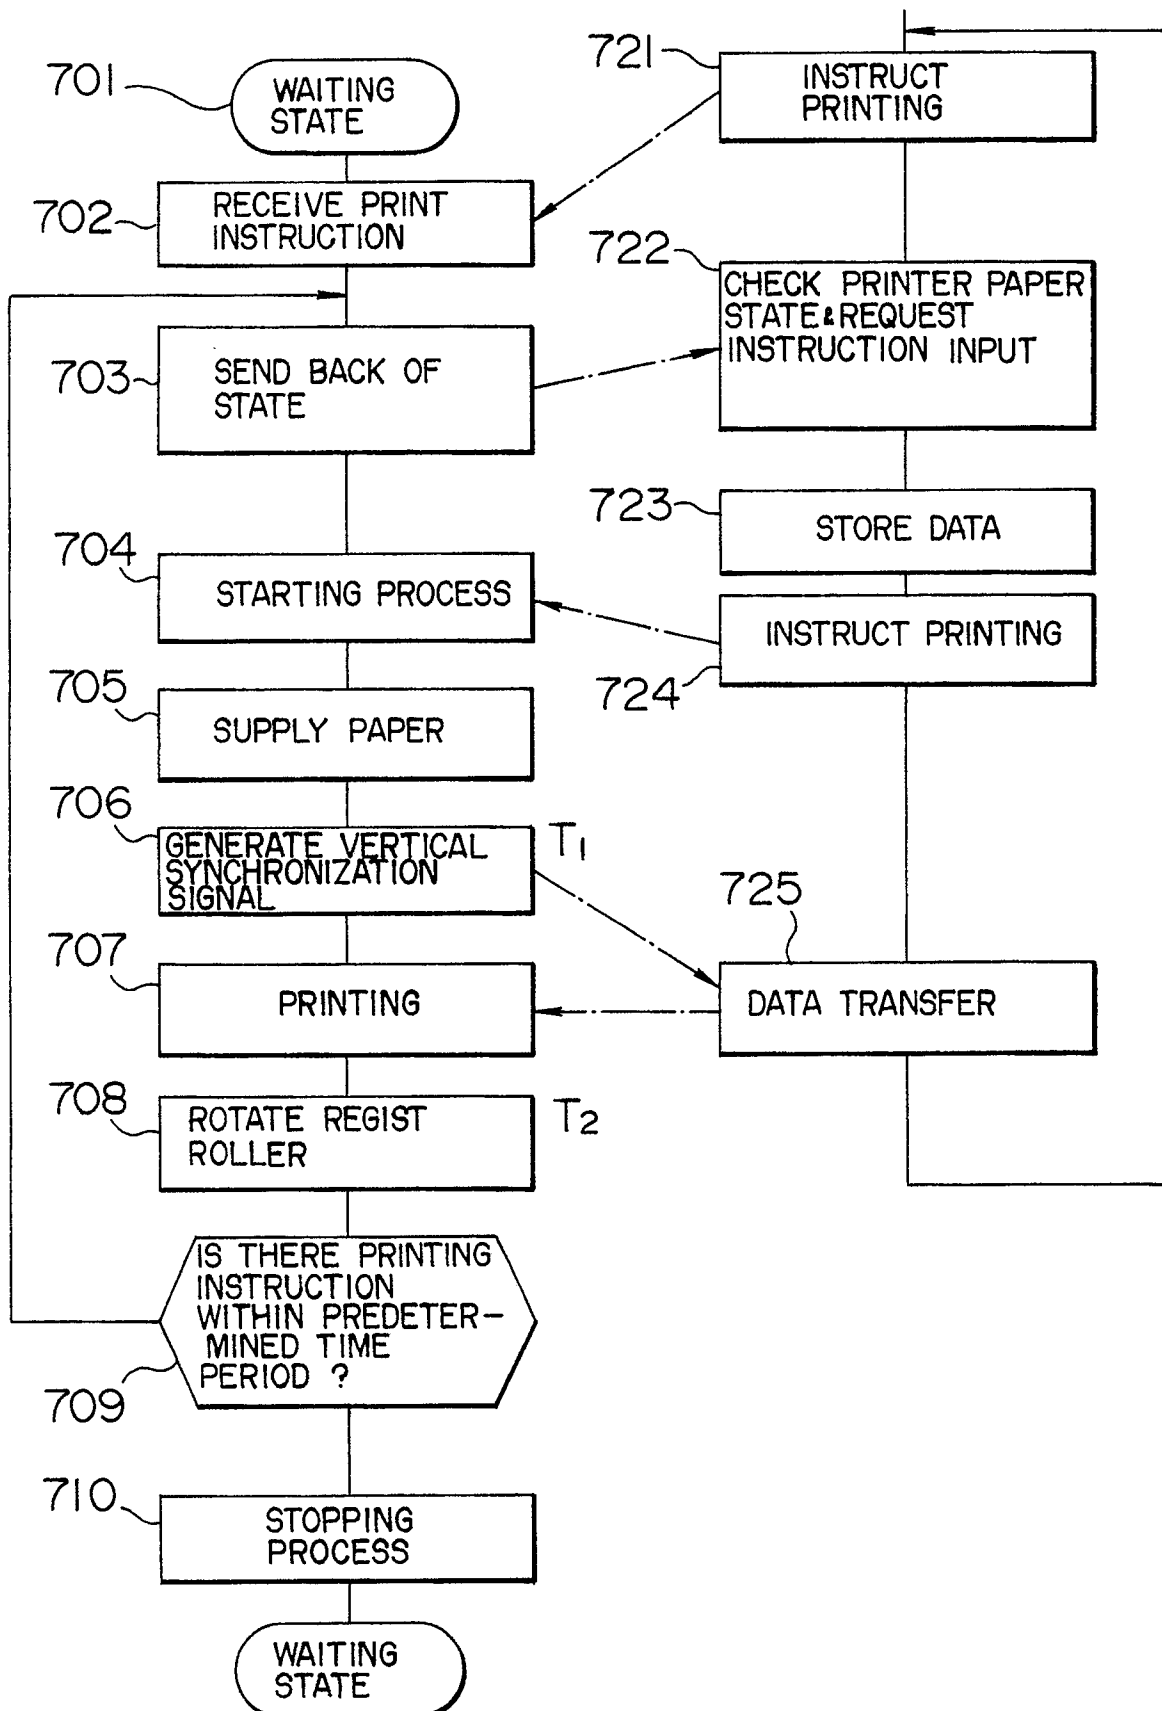 701
WAITING
STATE
702
RECEIVE PRINT
INSTRUCTION
703
SEND BACK OF
STATE
704
STARTING PROCESS
705
SUPPLY PAPER
706
GENERATE VERTICAL
SYNCHRONIZATION
SIGNAL
T1
707
PRINTING
708
ROTATE REGIST
ROLLER
T2
IS THERE PRINTING
INSTRUCTION
WITHIN PREDETER-
MINED TIME
PERIOD ?
709
710
STOPPING
PROCESS
WAITING
STATE
721
INSTRUCT
PRINTING
722
CHECK PRINTER PAPER
STATE & REQUEST
INSTRUCTION INPUT
723
STORE DATA
INSTRUCT PRINTING
724
725
DATA TRANSFER